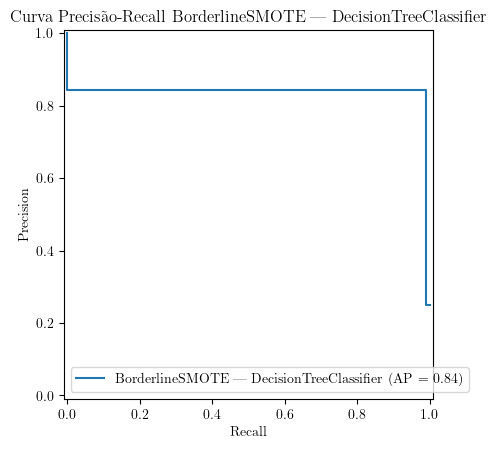 Curva Precisão-Recall BorderlineSMOTE — DecisionTreeClassifier
1.0
0.8
0.6
0.4
0.2
0.0
Precision
BorderlineSMOTE — DecisionTreeClassifier (AP = 0.84)
0.0 0.2 0.4 0.6 0.8 1.0
Recall